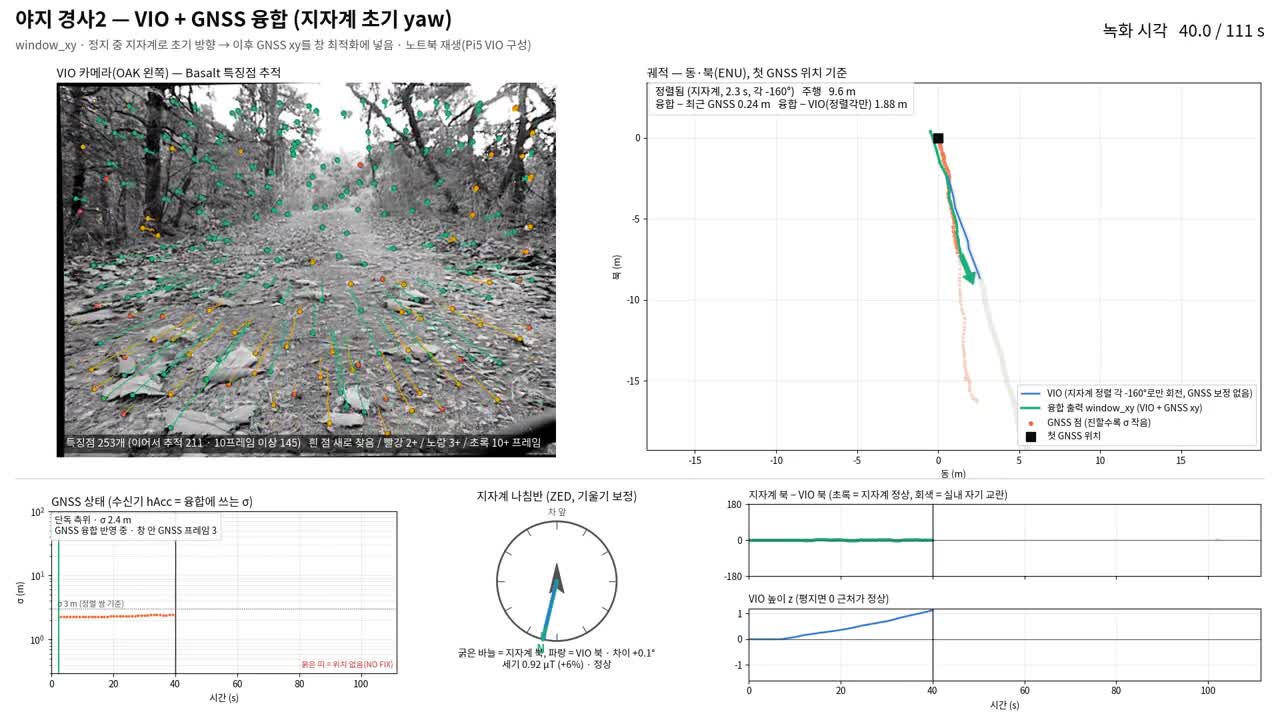 야지 경사2 — VIO + GNSS 융합 (지자계 초기 yaw)
window_xy · 정지 중 지자계로 초기 방향 → 이후 GNSS xy를 창 최적화에 넣음 · 노트북 재생(Pi5 VIO 구성)
녹화 시각 40.0 / 111 s
VIO 카메라(OAK 왼쪽) — Basalt 특징점 추적
특징점 253개 (이어서 추적 211 · 10프레임 이상 145) 흰 점 새로 찾음 / 빨강 2+ / 노랑 3+ / 초록 10+ 프레임
궤적 — 동·북(ENU), 첫 GNSS 위치 기준
정렬됨 (지자계, 2.3 s, 각 -160°) 주행 9.6 m
융합 − 최근 GNSS 0.24 m 융합 − VIO(정렬각만) 1.88 m
0
-5
-10
-15
북 (m)
VIO (지자계 정렬 각 -160°로만 회전, GNSS 보정 없음)
융합 출력 window_xy (VIO + GNSS xy)
GNSS 점 (진할수록 σ 작음)
첫 GNSS 위치
-15 -10 -5 0 5 10 15
동 (m)
GNSS 상태 (수신기 hAcc = 융합에 쓰는 σ)
단독 측위 · σ 2.4 m
GNSS 융합 반영 중 · 창 안 GNSS 프레임 3
10²
10¹
10⁰
σ (m)
σ 3 m (정렬 쌍 기준)
붉은 띠 = 위치 없음(NO FIX)
0 20 40 60 80 100
시간 (s)
지자계 나침반 (ZED, 기울기 보정)
차 앞
N
굵은 바늘 = 지자계 북, 파랑 = VIO 북 · 차이 +0.1°
세기 0.92 µT (+6%) · 정상
지자계 북 − VIO 북 (초록 = 지자계 정상, 회색 = 실내 자기 교란)
180
0
-180
VIO 높이 z (평지면 0 근처가 정상)
1
0
-1
0 20 40 60 80 100
시간 (s)